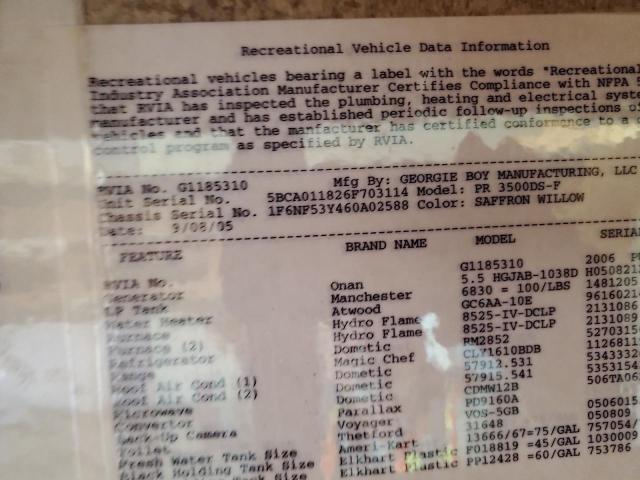 Recreational Vehicle Data Information
Recreational vehicles bearing a label with the words "Recreational
Industry Association Manufacturer Certifies Compliance with NFPA
that RVIA has inspected the plumbing, heating and electrical syste
manufacturer and has established periodic follow-up inspections of
vehicles and that the manfacturer has certified conformance to a
control program as specified by RVIA.
RVIA No. G1185310 Mfg By: GEORGIE BOY MANUFACTURING, LLC
Unit Serial No. 5BCA011826F703114 Model: PR 3500DS-F
Chassis Serial No. 1F6NF53Y460A02588 Color: SAFFRON WILLOW
Date: 9/08/05
FEATURE BRAND NAME MODEL SERIA
RVIA No. G1185310 2006
Generator Onan 5.5 HGJAB-1038D H050821
LP Tank Manchester 6830 = 100/LBS 1481205
Water Heater Atwood GC6AA-10E 9616021
Furnace Hydro Flame 8525-IV-DCLP 2131086
Furnace (2) Hydro Flame 8525-IV-DCLP 2131089
Refrigerator Dometic RM2852 5270315
Range Magic Chef CLY1610BDB 1126811
Roof Air Cond (1) Dometic 57912.531 5343332
Roof Air Cond (2) Dometic 57915.541 5353154
Microwave Dometic CDMW12B 506TA06
Convertor Parallax PD9160A
Back-Up Camera Voyager VOS-5GB 0506015
Toilet Thetford 31648 050809
Fresh Water Tank Size Ameri-Kart 13666/67=75/GAL 757054/
Black Holding Tank Size Elkhart Plastic F018819 =45/GAL 1030009
Tank Size Elkhart Plastic PP12428 =60/GAL 753786